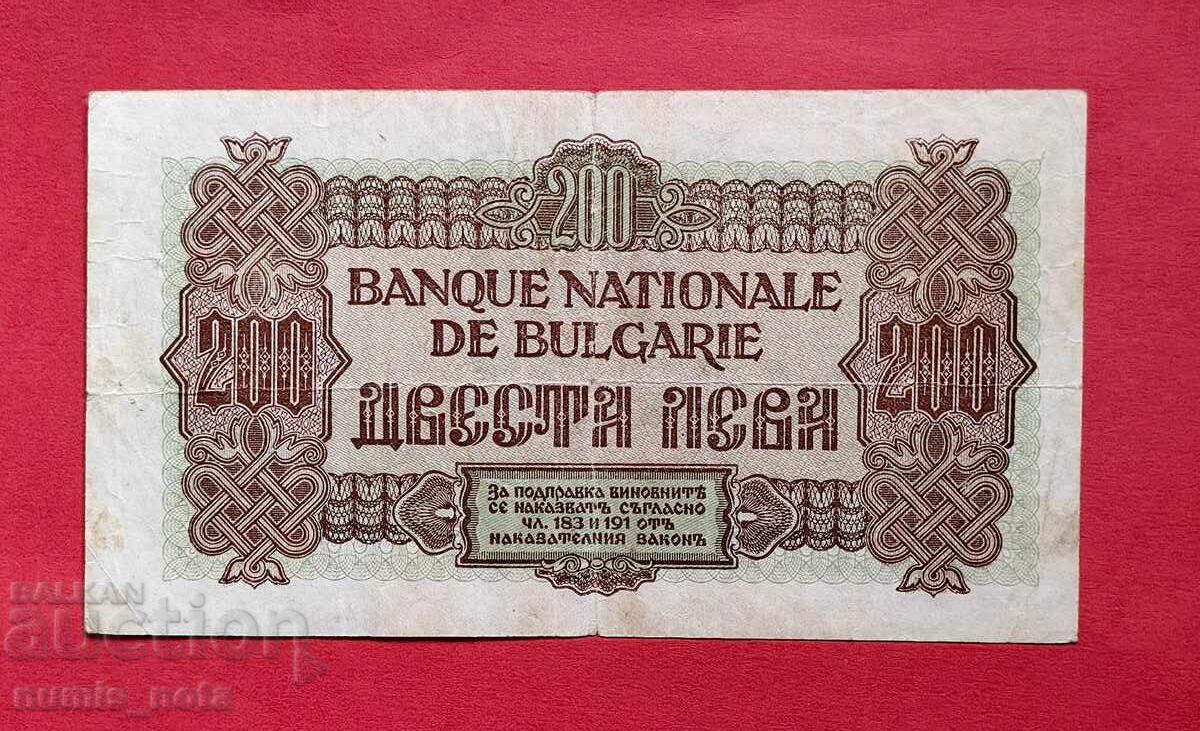 200
BANQUE NATIONALE
DE BULGARIE
200
200
ДВЕСТА ЛЕВА
За подправка виновнитѣ
се наказватъ съгласно
чл. 183 и 191 отъ
наказателния законъ
BALKAN
auction
numis_nota